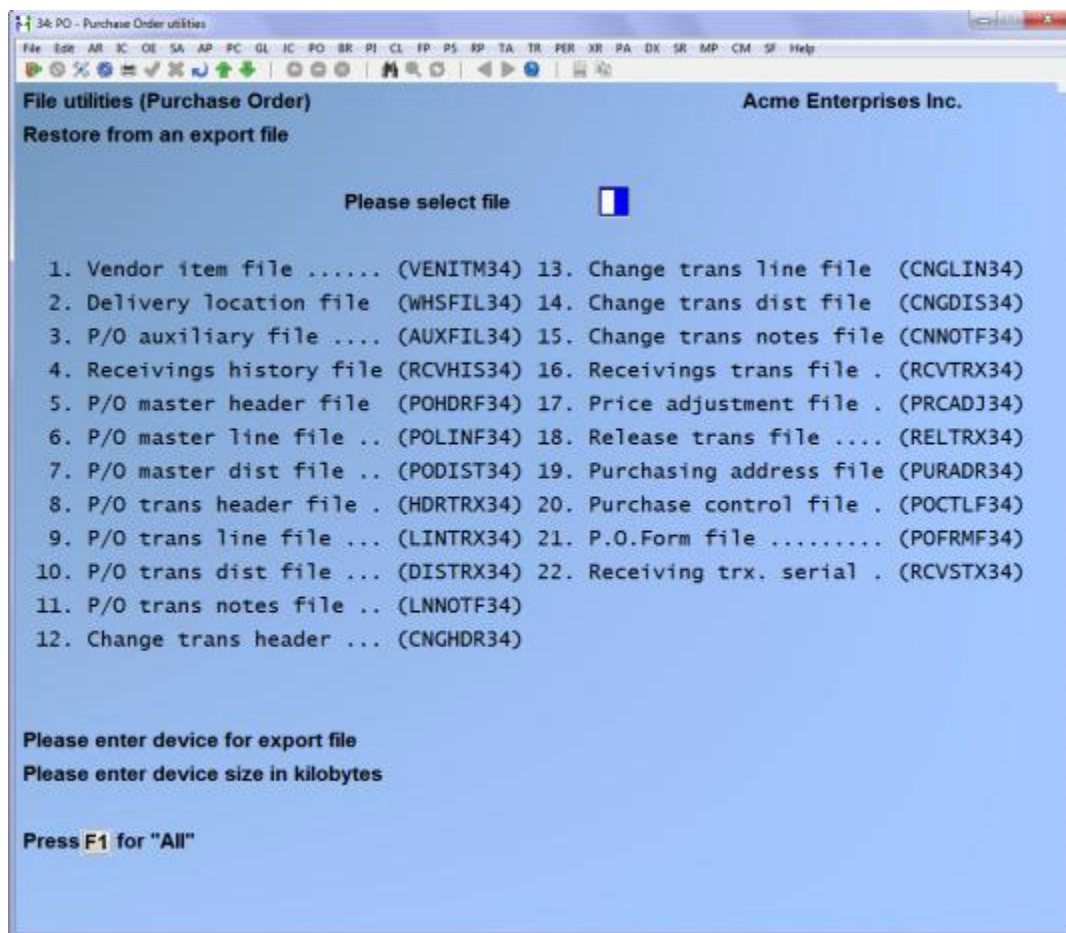 34: PO - Purchase Order utilities
File Edit AR IC OE SA AP PC GL IC PO BR PI CL FP PS RP TA TR PER XR PA DX SR MP CM SF Help
File utilities (Purchase Order) Acme Enterprises Inc.
Restore from an export file
Please select file
1. Vendor item file ...... (VENITM34) 13. Change trans line file (CNGLIN34)
2. Delivery location file (WHSFIL34) 14. Change trans dist file (CNGDIS34)
3. P/O auxiliary file .... (AUXFIL34) 15. Change trans notes file (CNNOTF34)
4. Receivings history file (RCVHIS34) 16. Receivings trans file . (RCVTRX34)
5. P/O master header file (POHDRF34) 17. Price adjustment file . (PRCADJ34)
6. P/O master line file .. (POLINF34) 18. Release trans file .... (RELTRX34)
7. P/O master dist file .. (PODIST34) 19. Purchasing address file (PURADR34)
8. P/O trans header file . (HDRTRX34) 20. Purchase control file . (POCTLF34)
9. P/O trans line file ... (LINTRX34) 21. P.O.Form file ......... (POFRMF34)
10. P/O trans dist file ... (DISTRX34) 22. Receiving trx. serial . (RCVSTX34)
11. P/O trans notes file .. (LNNOTF34)
12. Change trans header ... (CNGHDR34)
Please enter device for export file
Please enter device size in kilobytes
Press F1 for "All"